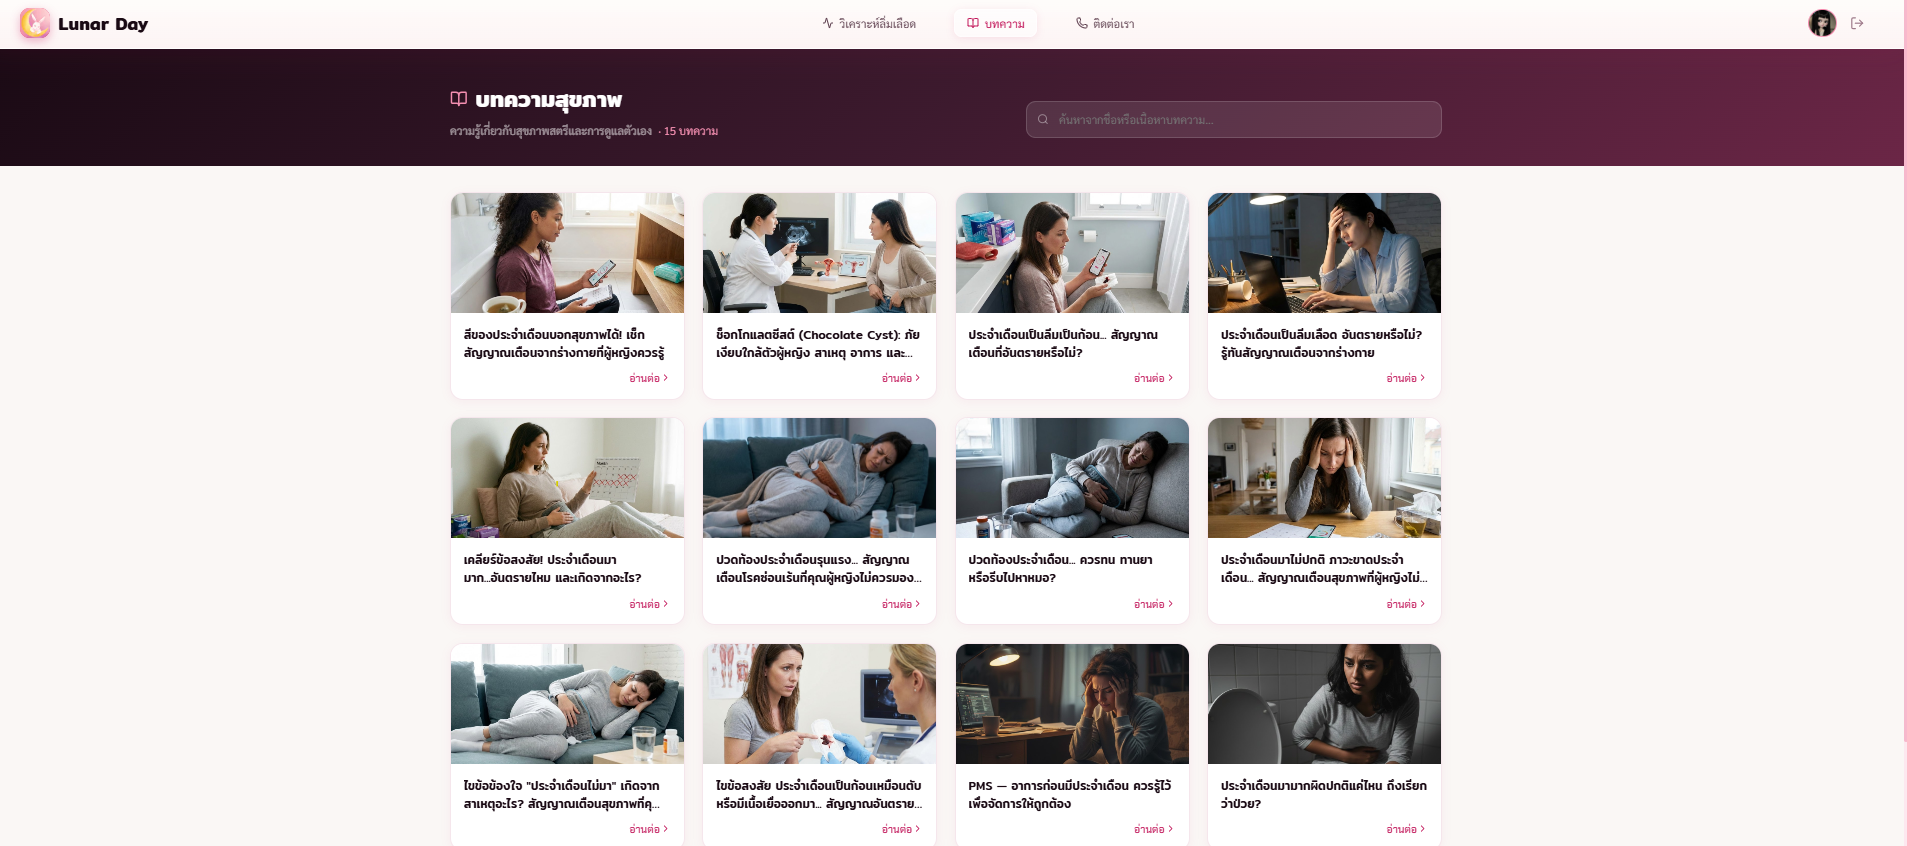 Lunar Day
วิเคราะห์ลิ่มเลือด
บทความ
ติดต่อเรา
บทความสุขภาพ
ความรู้เกี่ยวกับสุขภาพสตรีและการดูแลตัวเอง · 15 บทความ
ค้นหาจากชื่อหรือเนื้อหาบทความ...
สีของประจำเดือนบอกสุขภาพได้! เช็ก
สัญญาณเตือนจากร่างกายที่ผู้หญิงควรรู้
อ่านต่อ
ช็อกโกแลตซีสต์ (Chocolate Cyst): ภัย
เงียบใกล้ตัวผู้หญิง สาเหตุ อาการ และ...
อ่านต่อ
ประจำเดือนเป็นลิ่มเป็นก้อน... สัญญาณ
เตือนที่อันตรายหรือไม่?
อ่านต่อ
ประจำเดือนเป็นลิ่มเลือด อันตรายหรือไม่?
รู้ทันสัญญาณเตือนจากร่างกาย
อ่านต่อ
เคลียร์ข้อสงสัย! ประจำเดือนมา
มาก...อันตรายไหม และเกิดจากอะไร?
อ่านต่อ
ปวดท้องประจำเดือนรุนแรง... สัญญาณ
เตือนโรคซ่อนเร้นที่คุณผู้หญิงไม่ควรมอง...
อ่านต่อ
ปวดท้องประจำเดือน... ควรทน ทานยา
หรือรีบไปหาหมอ?
อ่านต่อ
ประจำเดือนมาไม่ปกติ ภาวะขาดประจำ
เดือน... สัญญาณเตือนสุขภาพที่ผู้หญิงไม่...
อ่านต่อ
ไขข้อข้องใจ "ประจำเดือนไม่มา" เกิดจาก
สาเหตุอะไร? สัญญาณเตือนสุขภาพที่คุ...
อ่านต่อ
ไขข้อสงสัย ประจำเดือนเป็นก้อนเหมือนตับ
หรือมีเนื้อเยื่อออกมา... สัญญาณอันตราย...
อ่านต่อ
PMS — อาการก่อนมีประจำเดือน ควรรู้ไว้
เพื่อจัดการให้ถูกต้อง
อ่านต่อ
ประจำเดือนมามากผิดปกติแค่ไหน ถึงเรียก
ว่าป่วย?
อ่านต่อ